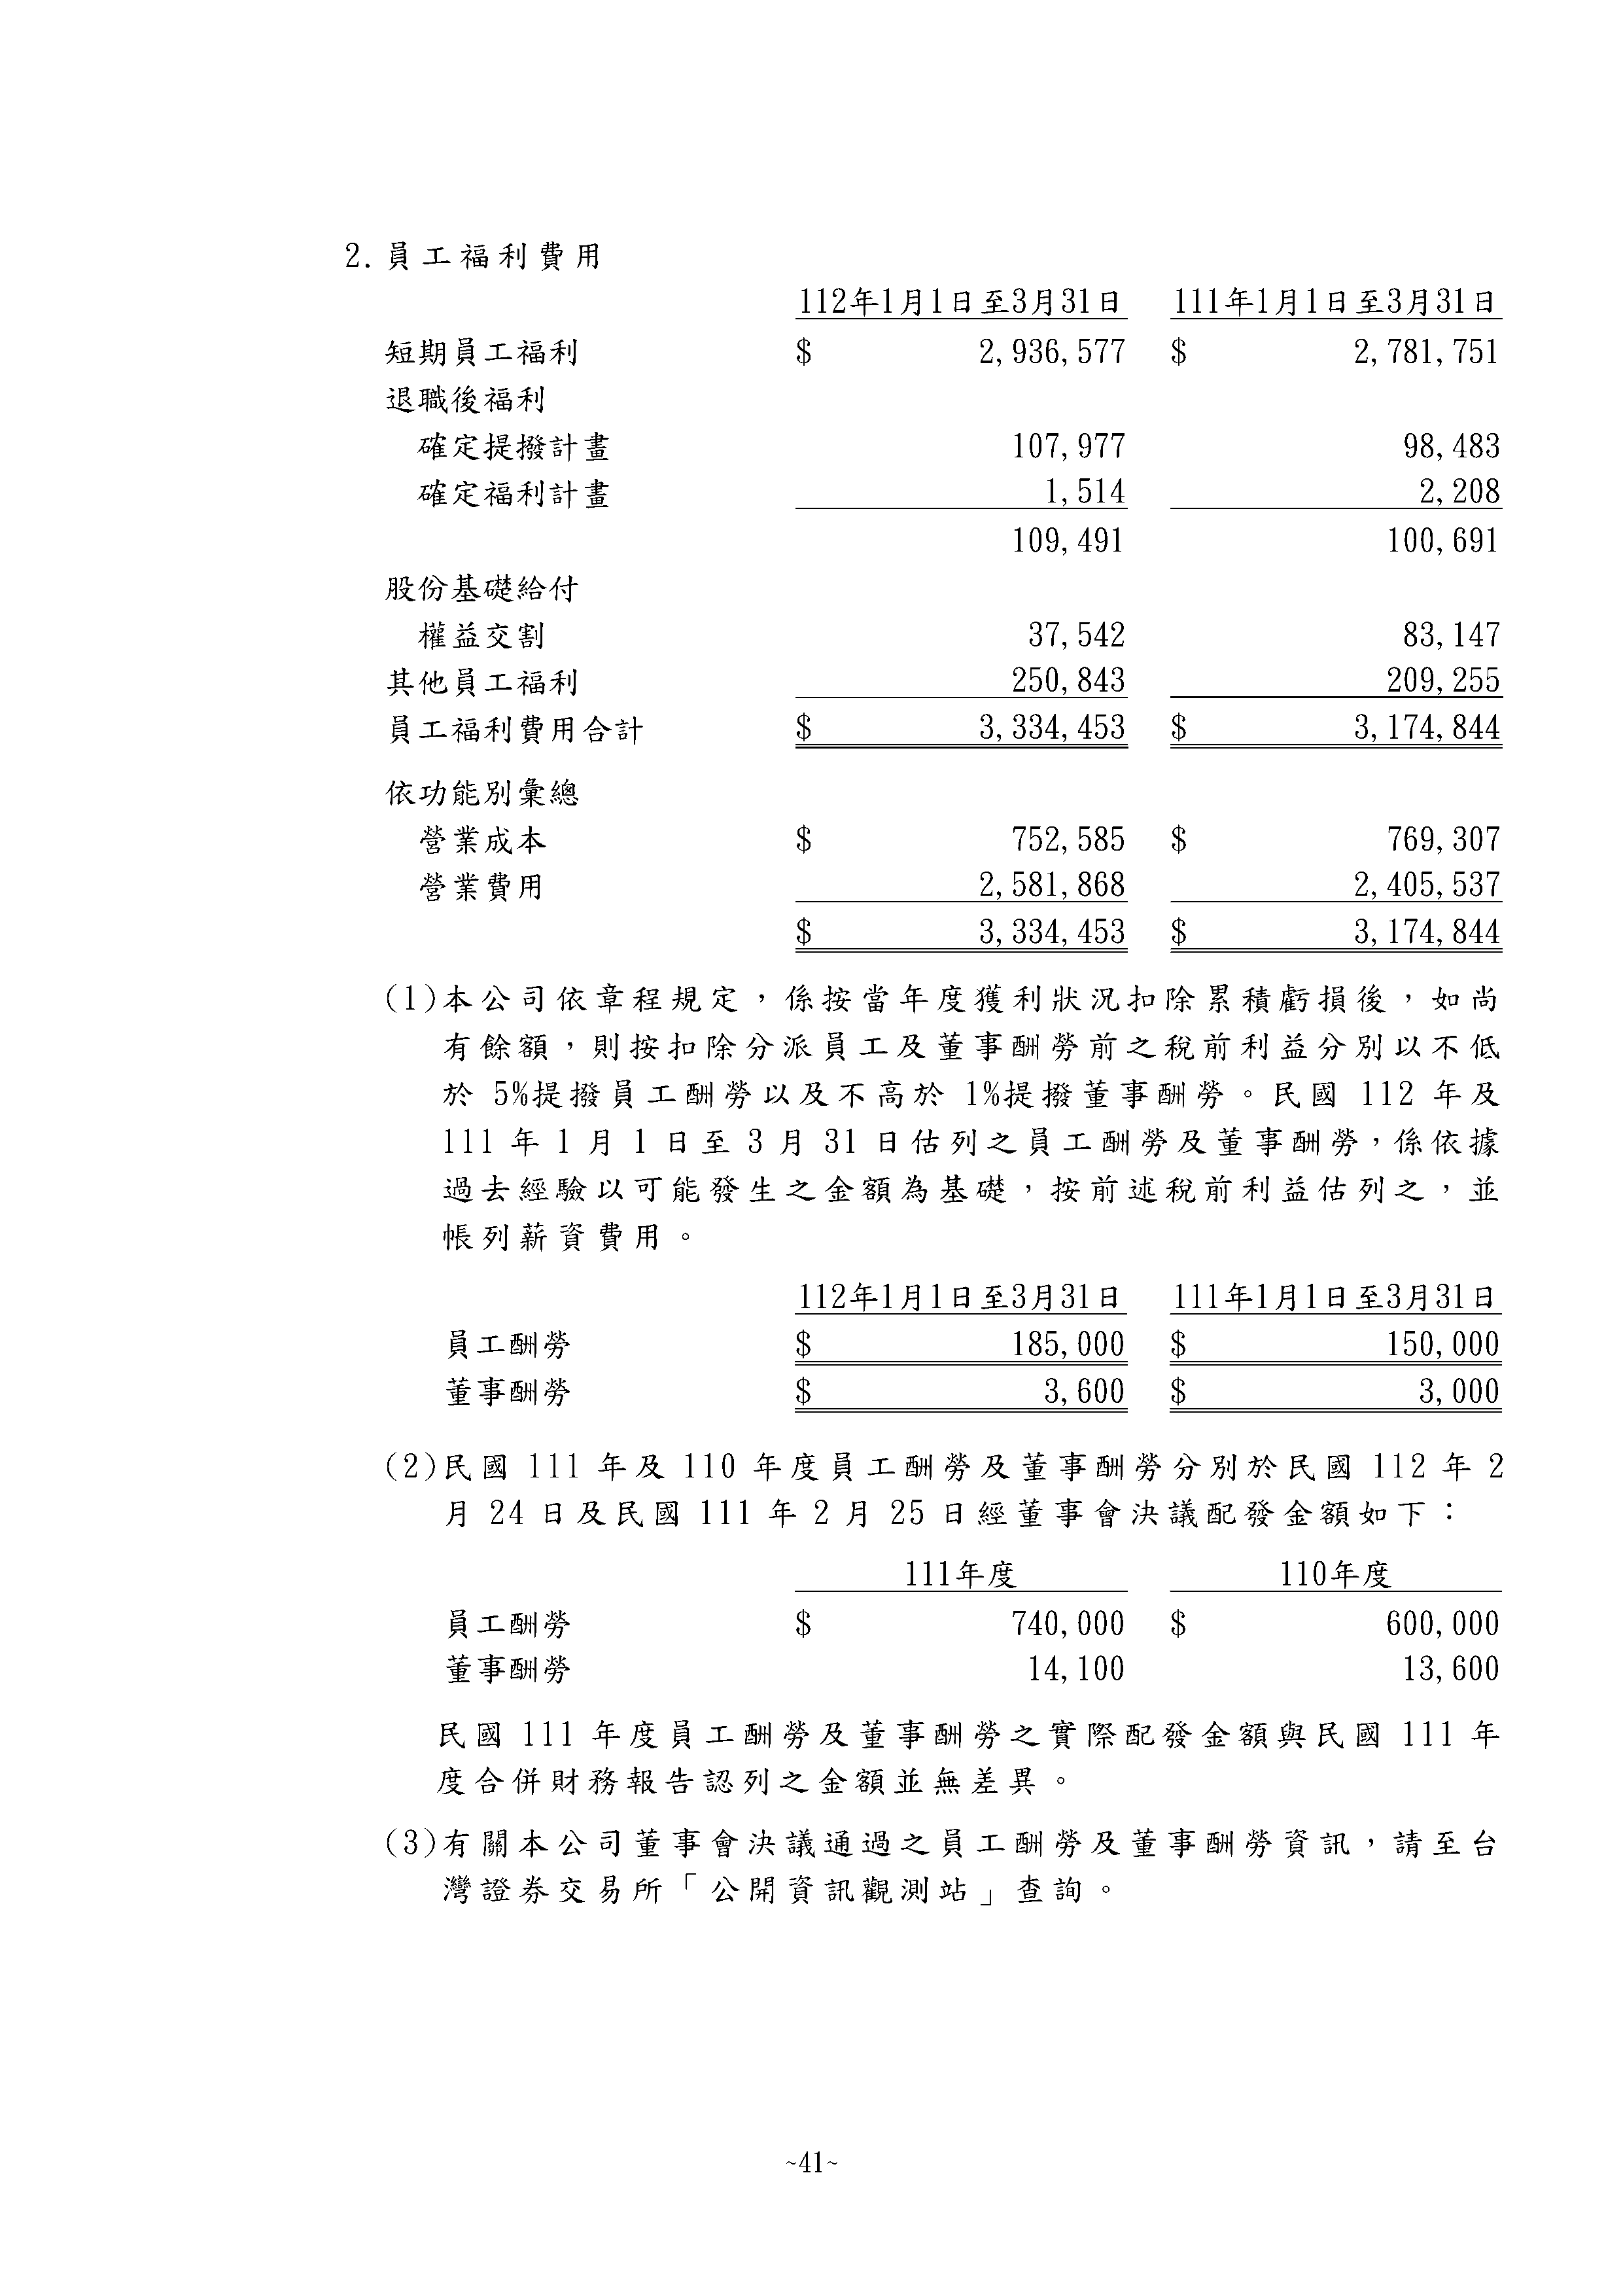 2.員工福利費用
112年1月1日至3月31日 111年1月1日至3月31日
短期員工福利 $ 2,936,577 $ 2,781,751
退職後福利
確定提撥計畫 107,977 98,483
確定福利計畫 1,514 2,208
109,491 100,691
股份基礎給付
權益交割 37,542 83,147
其他員工福利 250,843 209,255
員工福利費用合計 $ 3,334,453 $ 3,174,844
依功能別彙總
營業成本 $ 752,585 $ 769,307
營業費用 2,581,868 2,405,537
$ 3,334,453 $ 3,174,844
(1)本公司依章程規定，係按當年度獲利狀況扣除累積虧損後，如尚
有餘額，則按扣除分派員工及董事酬勞前之稅前利益分別以不低
於 5%提撥員工酬勞以及不高於 1%提撥董事酬勞。民國 112 年及
111 年 1 月 1 日至 3 月 31 日估列之員工酬勞及董事酬勞，係依據
過去經驗以可能發生之金額為基礎，按前述稅前利益估列之，並
帳列薪資費用。
112年1月1日至3月31日 111年1月1日至3月31日
員工酬勞 $ 185,000 $ 150,000
董事酬勞 $ 3,600 $ 3,000
(2)民國 111 年及 110 年度員工酬勞及董事酬勞分別於民國 112 年 2
月 24 日及民國 111 年 2 月 25 日經董事會決議配發金額如下：
111年度 110年度
員工酬勞 $ 740,000 $ 600,000
董事酬勞 14,100 13,600
民國 111 年度員工酬勞及董事酬勞之實際配發金額與民國 111 年
度合併財務報告認列之金額並無差異。
(3)有關本公司董事會決議通過之員工酬勞及董事酬勞資訊，請至台
灣證券交易所「公開資訊觀測站」查詢。
~41~